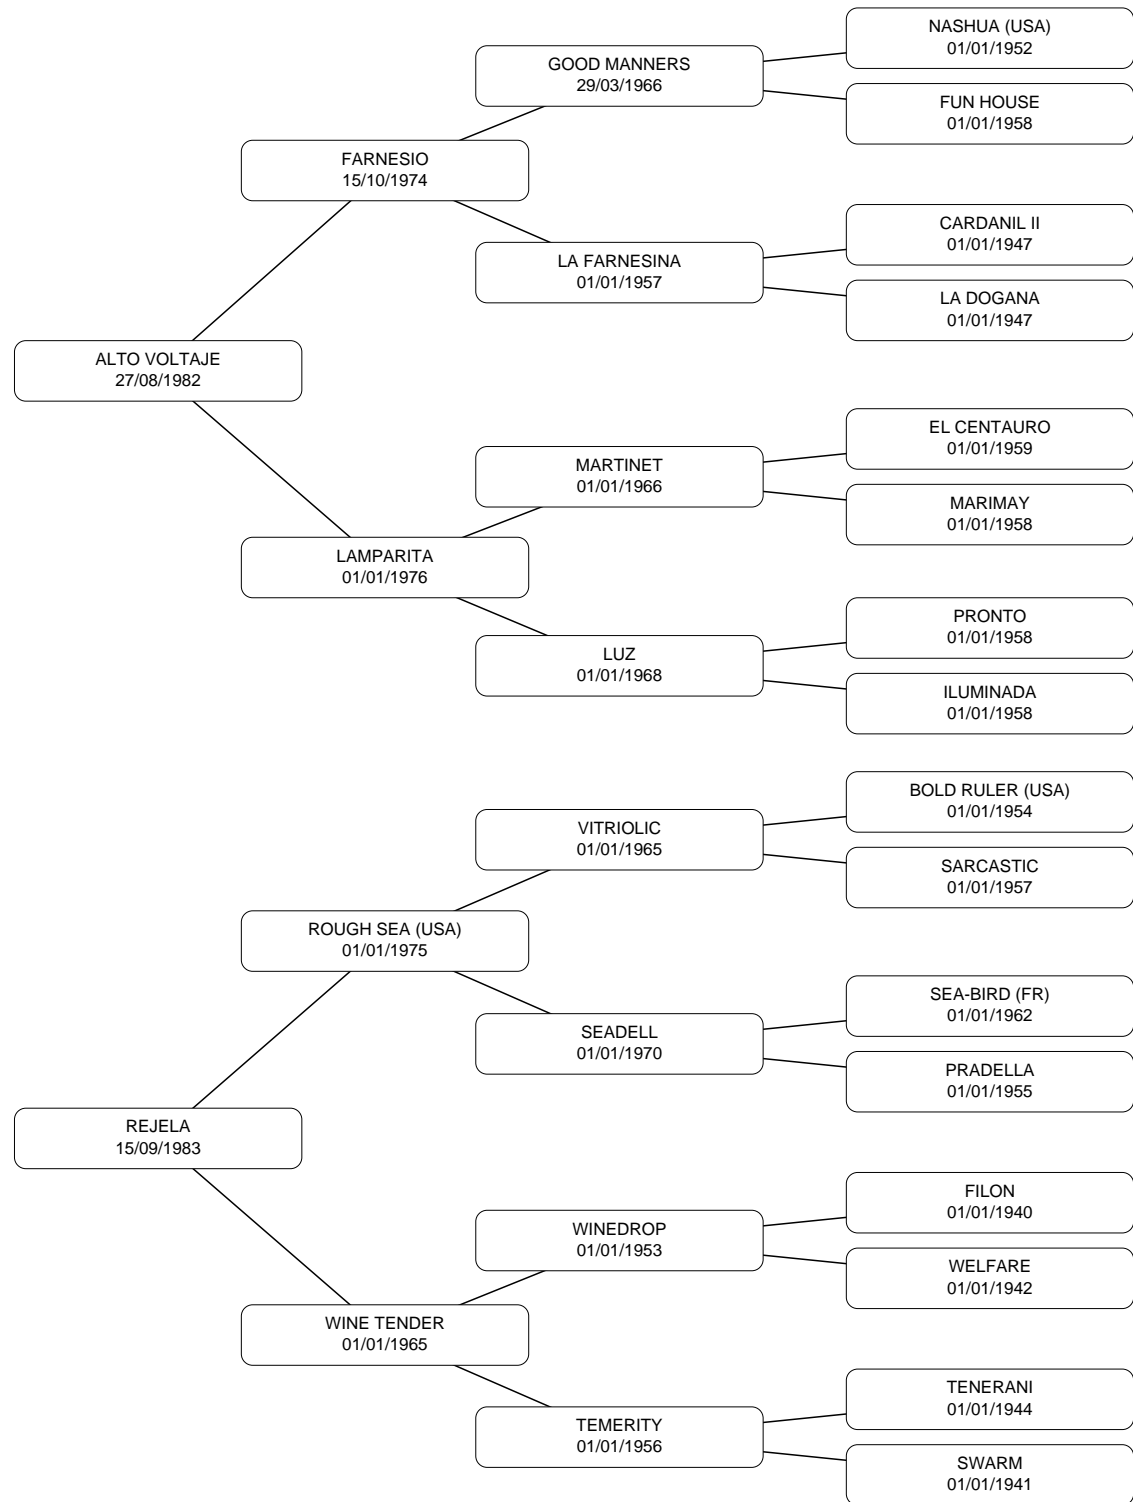 NASHUA (USA)
01/01/1952
GOOD MANNERS
29/03/1966
FUN HOUSE
01/01/1958
FARNESIO
15/10/1974
CARDANIL II
01/01/1947
LA FARNESINA
01/01/1957
LA DOGANA
01/01/1947
ALTO VOLTAJE
27/08/1982
EL CENTAURO
01/01/1959
MARTINET
01/01/1966
MARIMAY
01/01/1958
LAMPARITA
01/01/1976
PRONTO
01/01/1958
LUZ
01/01/1968
ILUMINADA
01/01/1958
BOLD RULER (USA)
01/01/1954
VITRIOLIC
01/01/1965
SARCASTIC
01/01/1957
ROUGH SEA (USA)
01/01/1975
SEA-BIRD (FR)
01/01/1962
SEADELL
01/01/1970
PRADELLA
01/01/1955
REJELA
15/09/1983
FILON
01/01/1940
WINEDROP
01/01/1953
WELFARE
01/01/1942
WINE TENDER
01/01/1965
TENERANI
01/01/1944
TEMERITY
01/01/1956
SWARM
01/01/1941